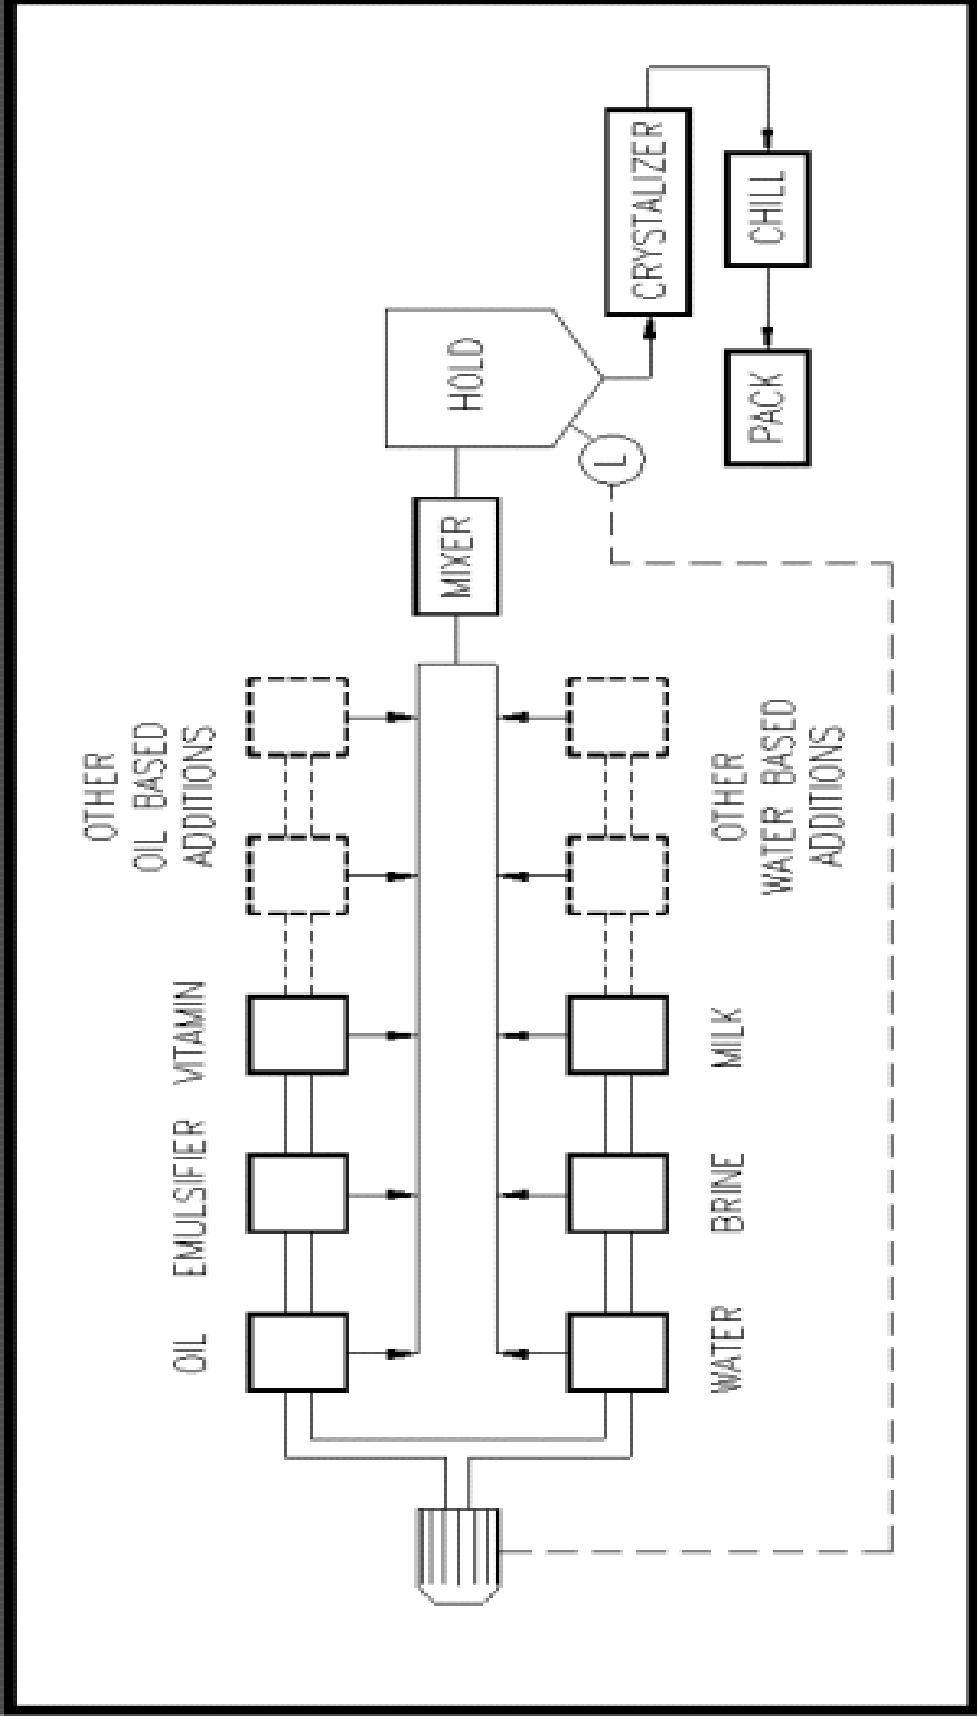 OTHER
OIL BASED
ADDITIONS
OIL
EMULSIFIER
VITAMIN
MIXER
HOLD
L
CRYSTALIZER
CHILL
PACK
WATER
BRINE
MILK
OTHER
WATER BASED
ADDITIONS